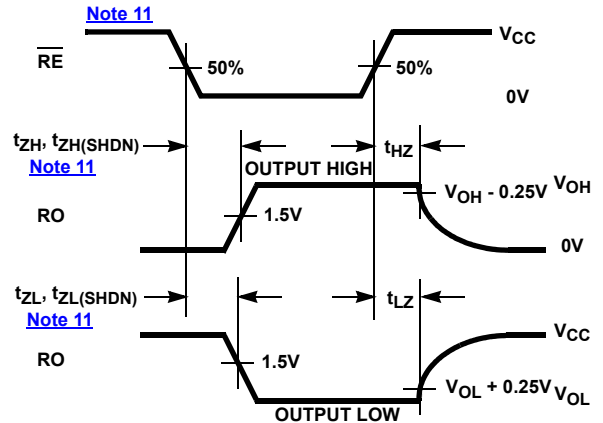 Note 11
RE
50%
50%
VCC
0V
tZH, tZH(SHDN)
Note 11
tHZ
OUTPUT HIGH
VOH - 0.25V
VOH
RO
1.5V
0V
tZL, tZL(SHDN)
Note 11
tLZ
RO
VCC
1.5V
VOL + 0.25V
VOL
OUTPUT LOW